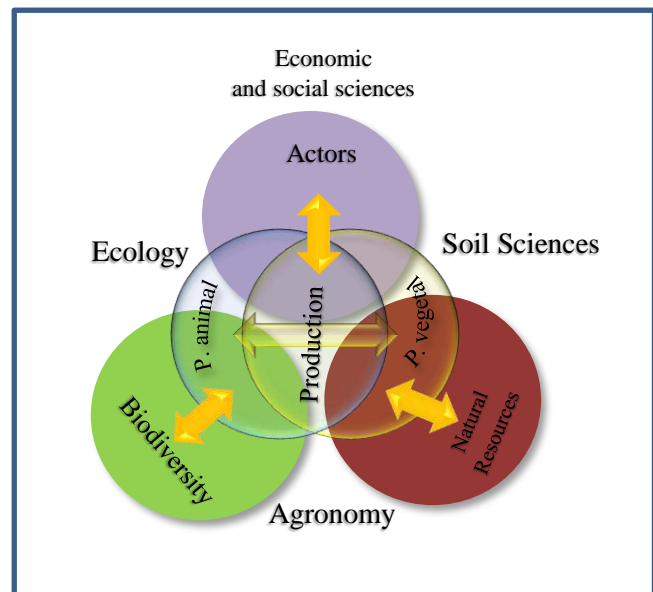 Economic
and social sciences
Actors
Ecology
Soil Sciences
P. animal
Production
P. vegetal
Biodiversity
Natural
Resources
Agronomy